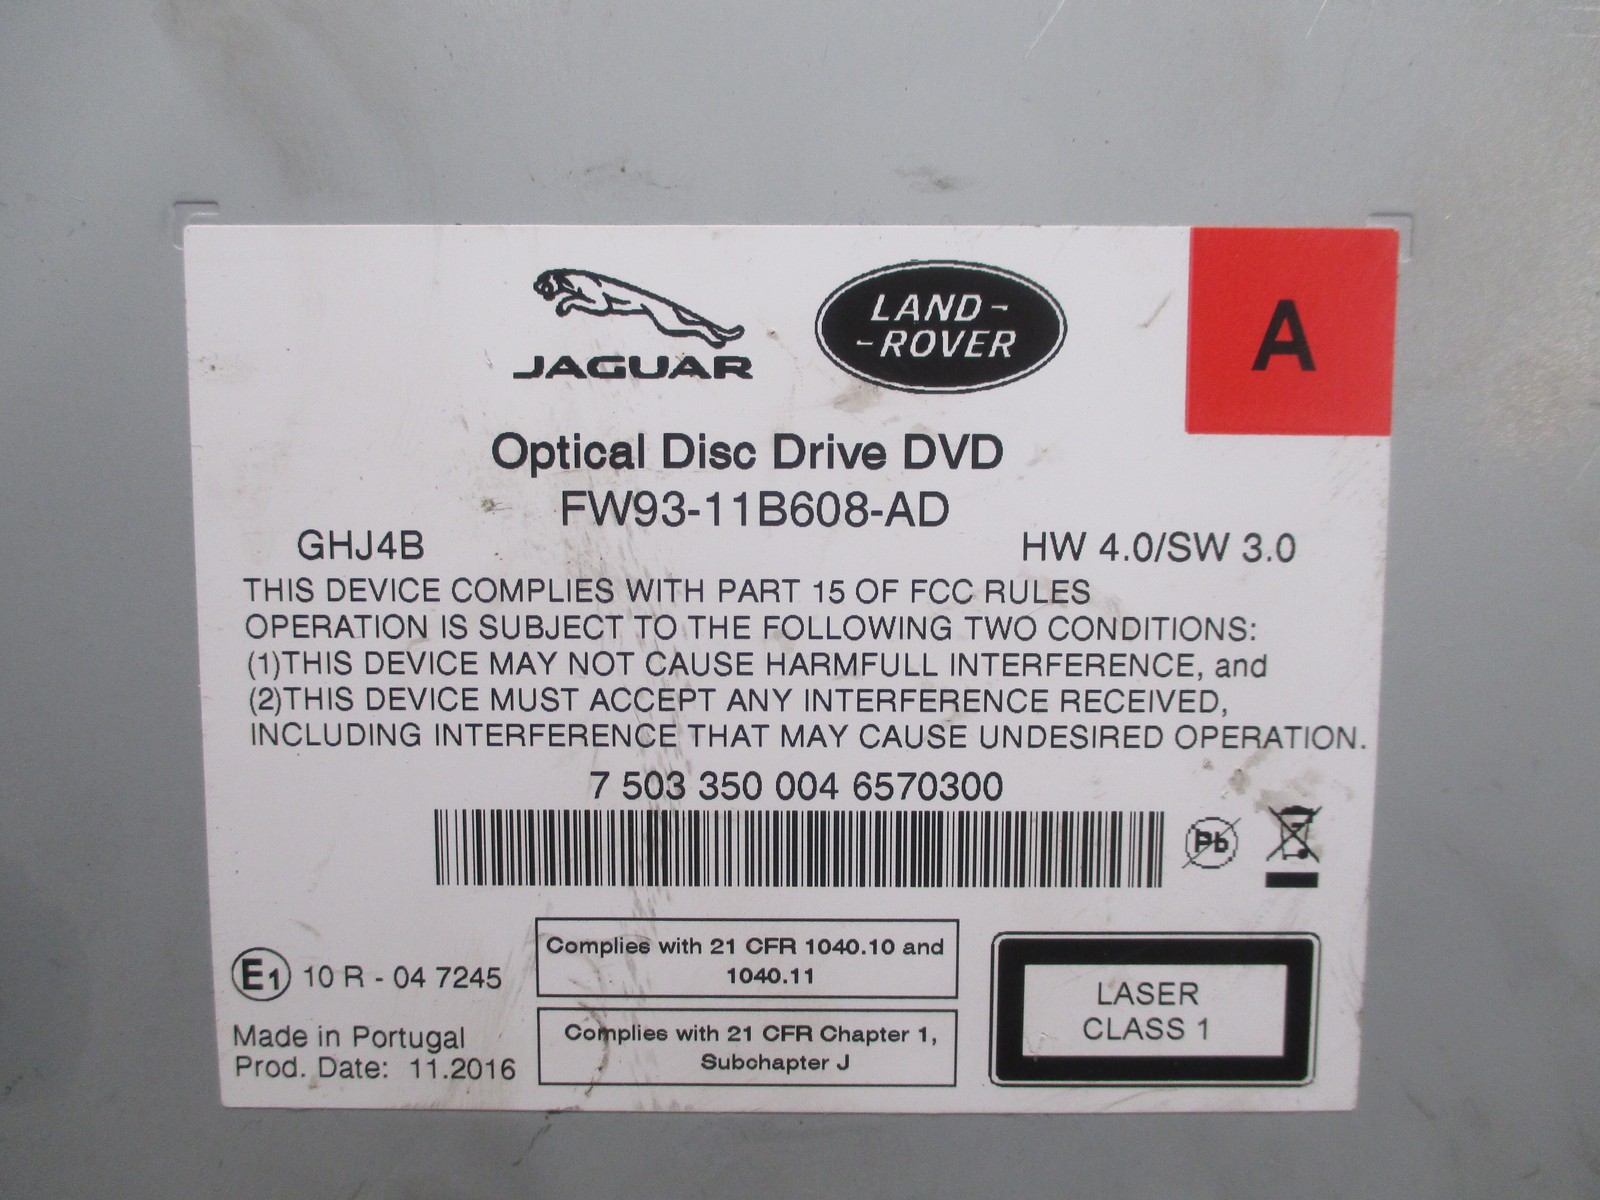 JAGUAR
LAND-
-ROVER
A
Optical Disc Drive DVD
FW93-11B608-AD
GHJ4B
HW 4.0/SW 3.0
THIS DEVICE COMPLIES WITH PART 15 OF FCC RULES
OPERATION IS SUBJECT TO THE FOLLOWING TWO CONDITIONS:
(1)THIS DEVICE MAY NOT CAUSE HARMFULL INTERFERENCE, and
(2)THIS DEVICE MUST ACCEPT ANY INTERFERENCE RECEIVED,
INCLUDING INTERFERENCE THAT MAY CAUSE UNDESIRED OPERATION.
7 503 350 004 6570300
Pb
E1 10 R - 04 7245
Made in Portugal
Prod. Date: 11.2016
Complies with 21 CFR 1040.10 and
1040.11
Complies with 21 CFR Chapter 1,
Subchapter J
LASER
CLASS 1